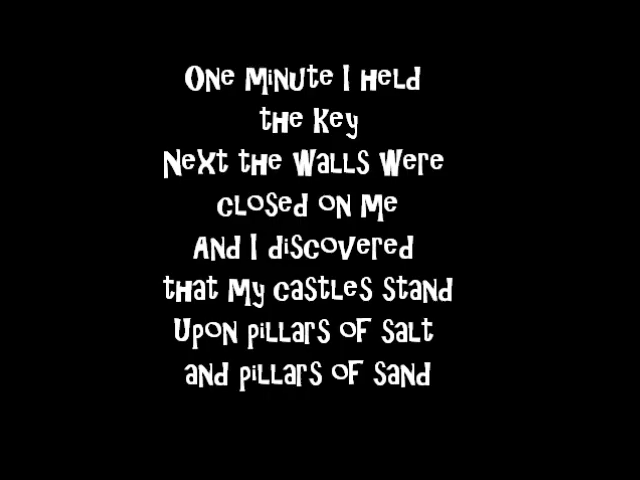 One Minute I Held
the Key
Next the Walls Were
closed on Me
And I discovered
that My castles stand
Upon pillars of salt
and pillars of sand